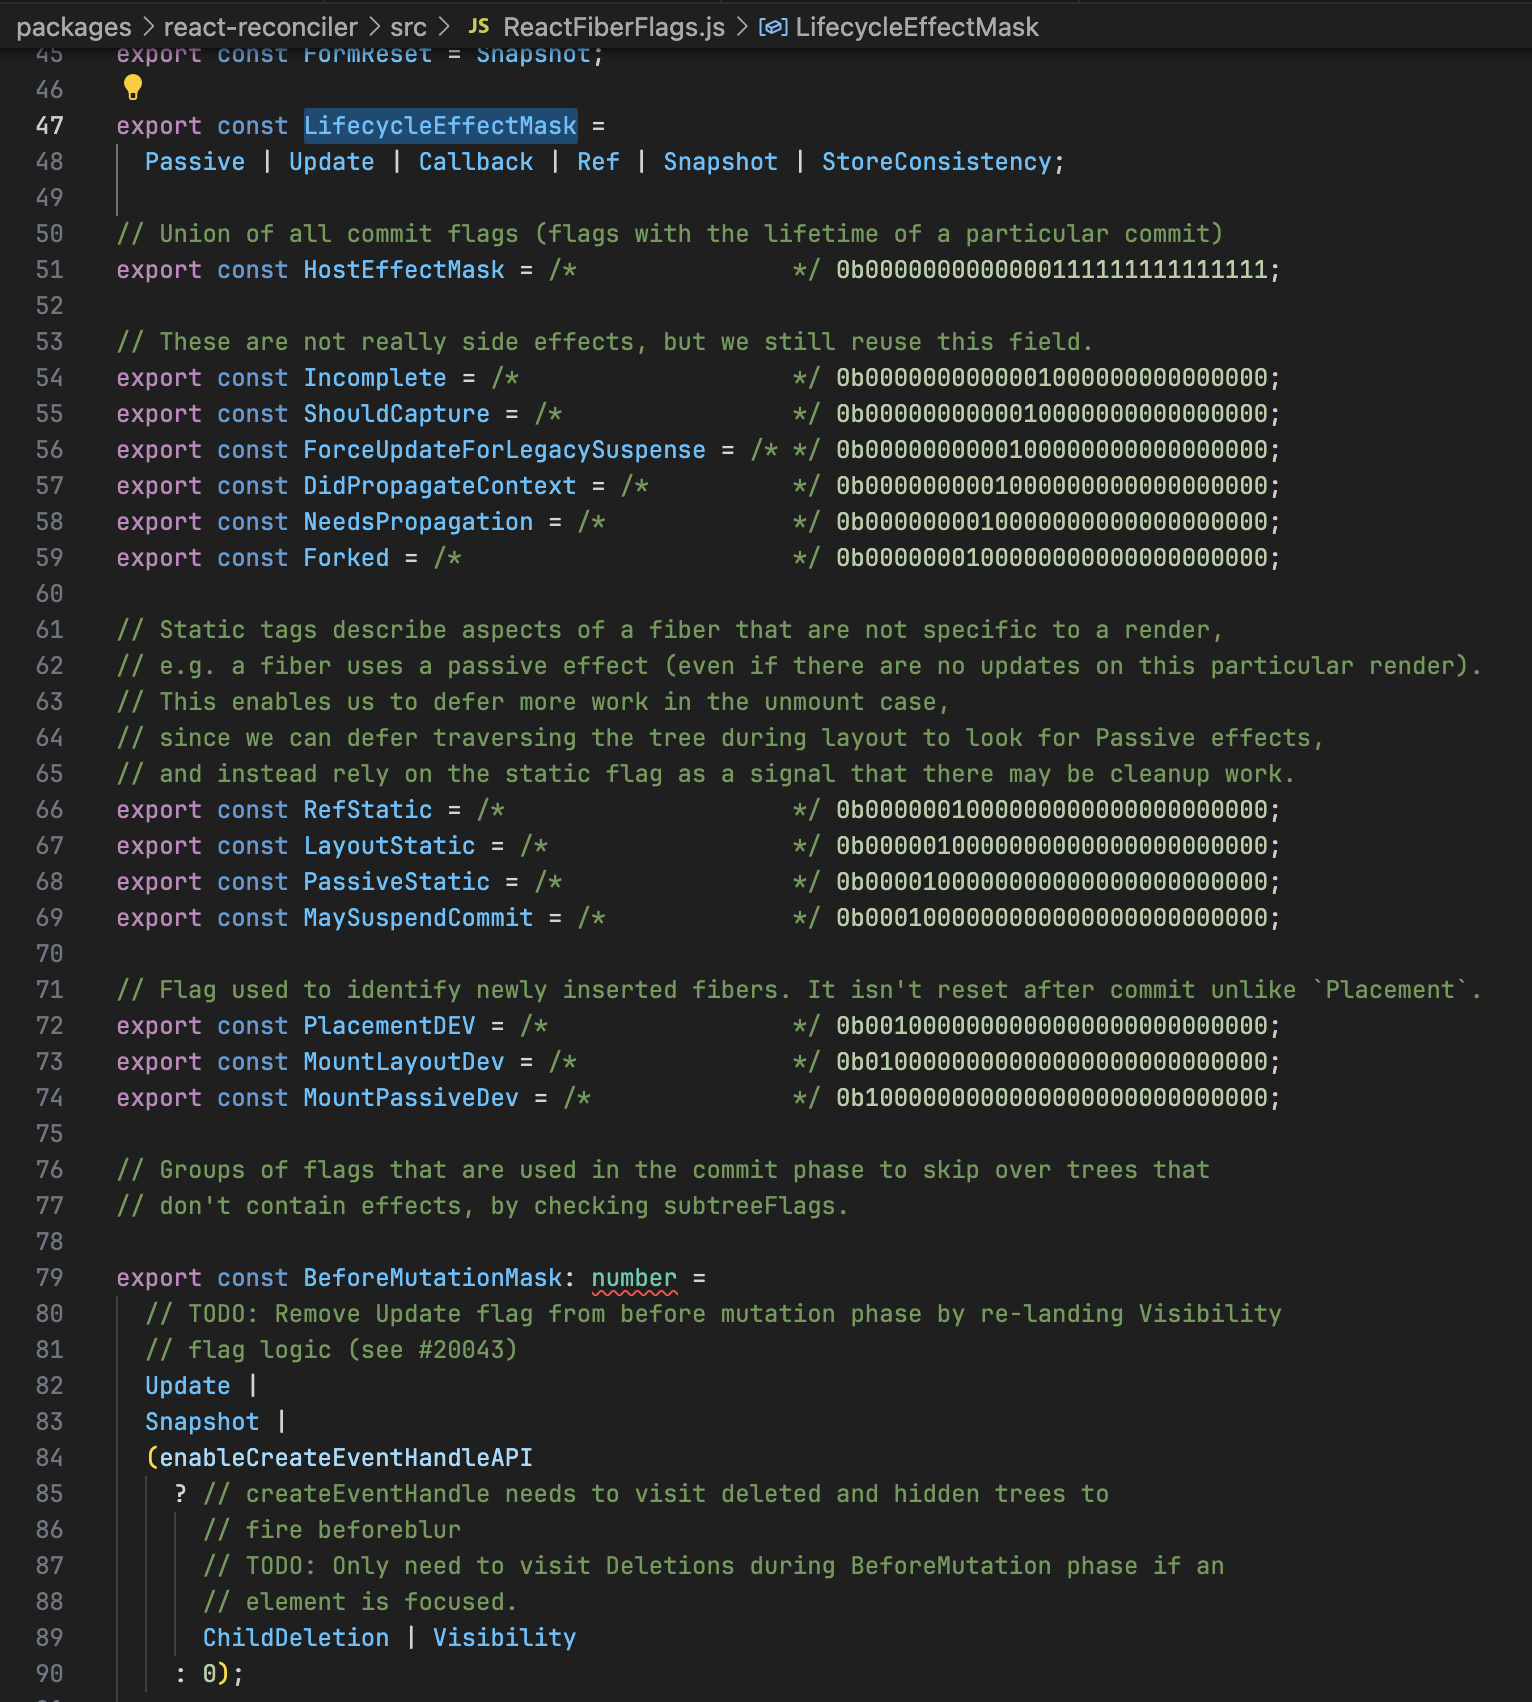 packages > react-reconciler > src > JS ReactFiberFlags.js > LifecycleEffectMask
45 export const FormReset = Snapshot;
46
47 export const LifecycleEffectMask =
48   Passive | Update | Callback | Ref | Snapshot | StoreConsistency;
49
50 // Union of all commit flags (flags with the lifetime of a particular commit)
51 export const HostEffectMask = /*               */ 0b0000000000000111111111111111;
52
53 // These are not really side effects, but we still reuse this field.
54 export const Incomplete = /*                   */ 0b0000000000001000000000000000;
55 export const ShouldCapture = /*                */ 0b0000000000010000000000000000;
56 export const ForceUpdateForLegacySuspense = /* */ 0b0000000000100000000000000000;
57 export const DidPropagateContext = /*          */ 0b0000000001000000000000000000;
58 export const NeedsPropagation = /*             */ 0b0000000010000000000000000000;
59 export const Forked = /*                       */ 0b0000000100000000000000000000;
60
61 // Static tags describe aspects of a fiber that are not specific to a render,
62 // e.g. a fiber uses a passive effect (even if there are no updates on this particular render).
63 // This enables us to defer more work in the unmount case,
64 // since we can defer traversing the tree during layout to look for Passive effects,
65 // and instead rely on the static flag as a signal that there may be cleanup work.
66 export const RefStatic = /*                    */ 0b0000001000000000000000000000;
67 export const LayoutStatic = /*                 */ 0b0000010000000000000000000000;
68 export const PassiveStatic = /*                */ 0b0000100000000000000000000000;
69 export const MaySuspendCommit = /*             */ 0b0001000000000000000000000000;
70
71 // Flag used to identify newly inserted fibers. It isn't reset after commit unlike `Placement`.
72 export const PlacementDEV = /*                 */ 0b0010000000000000000000000000;
73 export const MountLayoutDev = /*               */ 0b0100000000000000000000000000;
74 export const MountPassiveDev = /*              */ 0b1000000000000000000000000000;
75
76 // Groups of flags that are used in the commit phase to skip over trees that
77 // don't contain effects, by checking subtreeFlags.
78
79 export const BeforeMutationMask: number =
80   // TODO: Remove Update flag from before mutation phase by re-landing Visibility
81   // flag logic (see #20043)
82   Update |
83   Snapshot |
84   (enableCreateEventHandleAPI
85     ? // createEventHandle needs to visit deleted and hidden trees to
86       // fire beforeblur
87       // TODO: Only need to visit Deletions during BeforeMutation phase if an
88       // element is focused.
89       ChildDeletion | Visibility
90     : 0);